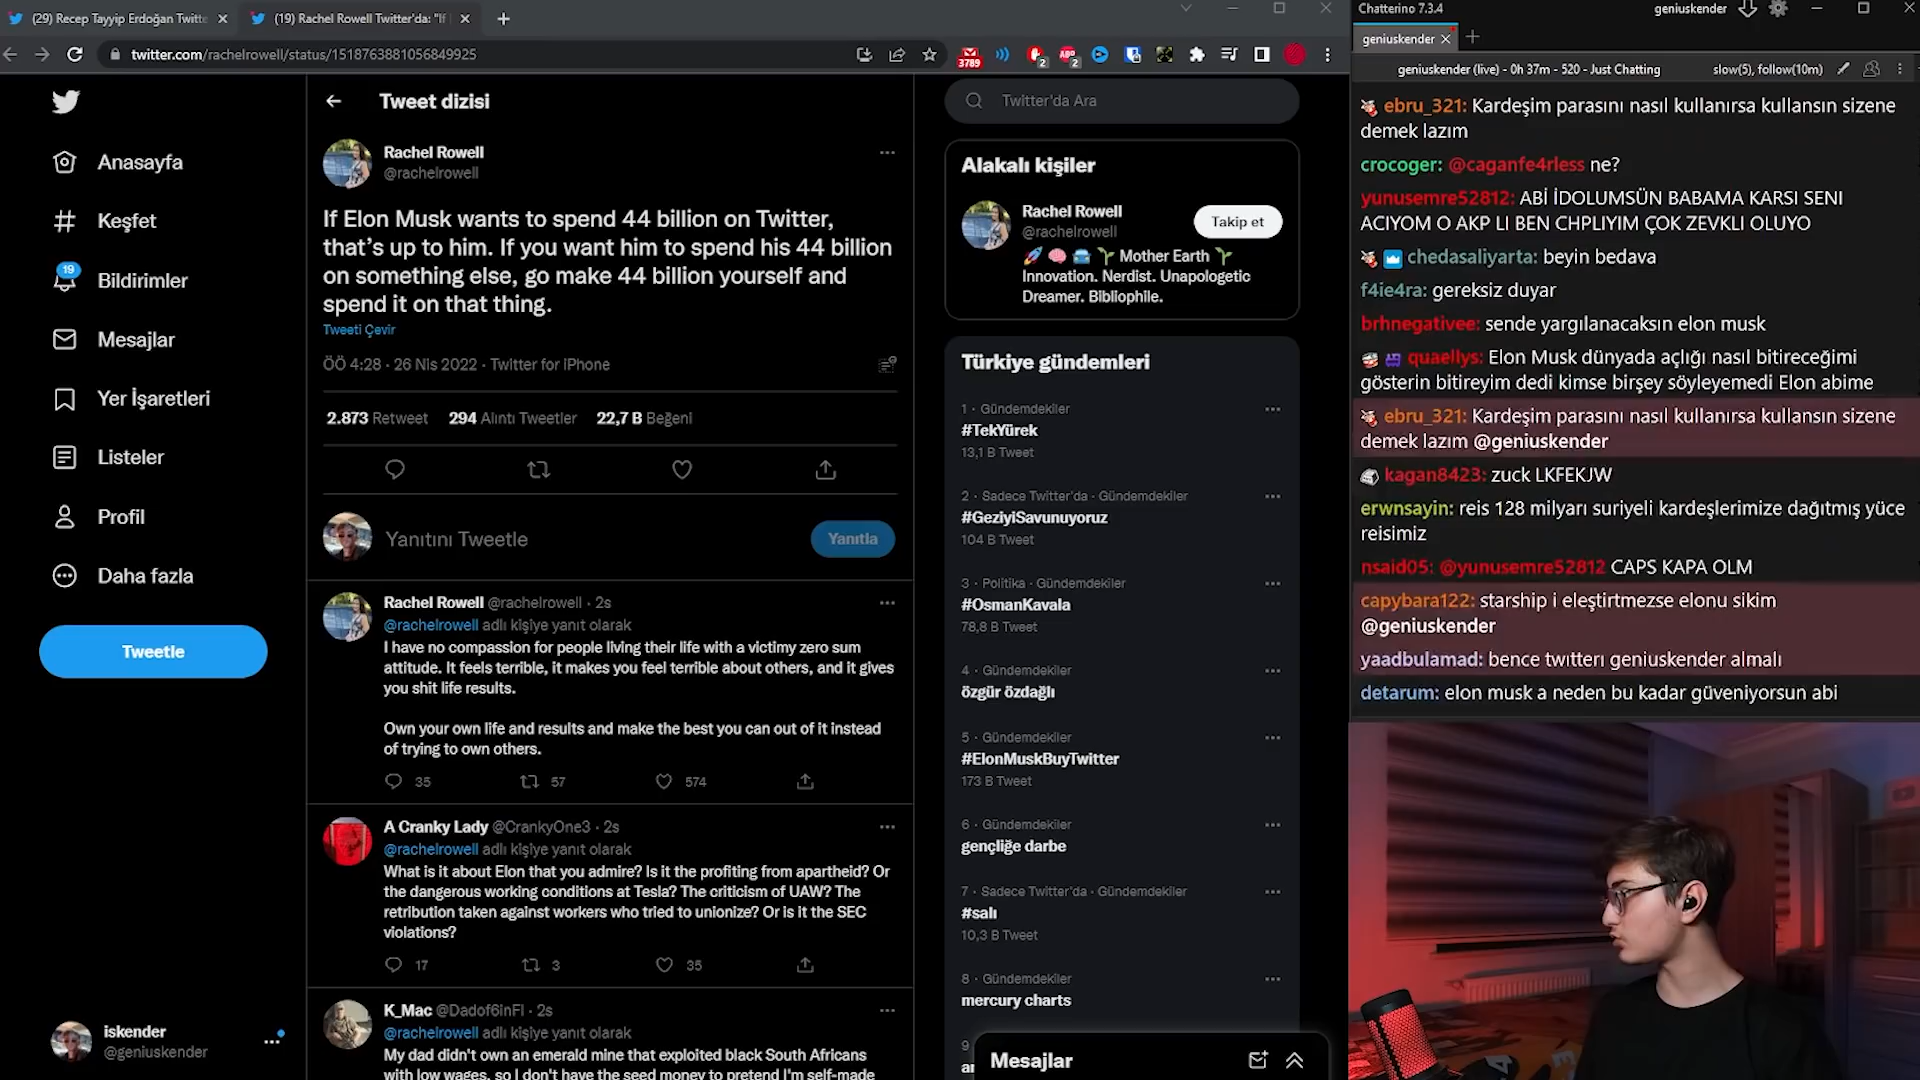 (29) Recep Tayyip Erdoğan Twitte
(19) Rachel Rowell Twitter'da: "If
twitter.com/rachelrowell/status/1518763881056849925
3789
2
2
Anasayfa
Keşfet
19
Bildirimler
Mesajlar
Yer İşaretleri
Listeler
Profil
Daha fazla
Tweetle
iskender
@geniuskender
Tweet dizisi
Rachel Rowell
@rachelrowell
If Elon Musk wants to spend 44 billion on Twitter,
that’s up to him. If you want him to spend his 44 billion
on something else, go make 44 billion yourself and
spend it on that thing.
Tweeti Çevir
ÖÖ 4:28 · 26 Nis 2022 · Twitter for iPhone
2.873 Retweet 294 Alıntı Tweetler 22,7 B Beğeni
Yanıtını Tweetle
Yanıtla
Rachel Rowell @rachelrowell · 2s
@rachelrowell adlı kişiye yanıt olarak
I have no compassion for people living their life with a victimy zero sum
attitude. It feels terrible, it makes you feel terrible about others, and it gives
you shit life results.
Own your own life and results and make the best you can out of it instead
of trying to own others.
35 57 574
A Cranky Lady @CrankyOne3 · 2s
@rachelrowell adlı kişiye yanıt olarak
What is it about Elon that you admire? Is it the profiting from apartheid? Or
the dangerous working conditions at Tesla? The criticism of UAW? The
retribution taken against workers who tried to unionize? Or is it the SEC
violations?
17 3 35
K_Mac @Dadof6inFl · 2s
@rachelrowell adlı kişiye yanıt olarak
My dad didn't own an emerald mine that exploited black South Africans
with low wages, so I don't have the seed money to pretend I'm self-made
Twitter'da Ara
Alakalı kişiler
Rachel Rowell
@rachelrowell
Takip et
Mother Earth
Innovation. Nerdist. Unapologetic
Dreamer. Bibliophile.
Türkiye gündemleri
1 · Gündemdekiler
#TekYürek
13,1 B Tweet
2 · Sadece Twitter'da · Gündemdekiler
#GeziyiSavunuyoruz
104 B Tweet
3 · Politika · Gündemdekiler
#OsmanKavala
78,8 B Tweet
4 · Gündemdekiler
özgür özdağlı
5 · Gündemdekiler
#ElonMuskBuyTwitter
173 B Tweet
6 · Gündemdekiler
gençliğe darbe
7 · Sadece Twitter'da · Gündemdekiler
#salı
10,3 B Tweet
8 · Gündemdekiler
mercury charts
9
Mesajlar
Chatterino 7.3.4
geniuskender
geniuskender
geniuskender (live) - 0h 37m - 520 - Just Chatting
slow(5), follow(10m)
ebru_321: Kardeşim parasını nasıl kullanırsa kullansın sizene
demek lazım
crocoger: @caganfe4rless ne?
yunusemre52812: ABİ İDOLUMSÜN BABAMA KARSI SENI
ACIYOM O AKP LI BEN CHPLIYIM ÇOK ZEVKLI OLUYO
chedasaliyarta: beyin bedava
f4ie4ra: gereksiz duyar
brhnegativee: sende yargılanacaksın elon musk
quaellys: Elon Musk dünyada açlığı nasıl bitireceğimi
gösterin bitireyim dedi kimse birşey söyleyemedi Elon abime
ebru_321: Kardeşim parasını nasıl kullanırsa kullansın sizene
demek lazım @geniuskender
kagan8423: zuck LKFEKJW
erwnsayin: reis 128 milyarı suriyeli kardeşlerimize dağıtmış yüce
reisimiz
nsaid05: @yunusemre52812 CAPS KAPA OLM
capybara122: starship i eleştirtmezse elonu sikim
@geniuskender
yaadbulamad: bence twıtterı geniuskender almalı
detarum: elon musk a neden bu kadar güveniyorsun abi